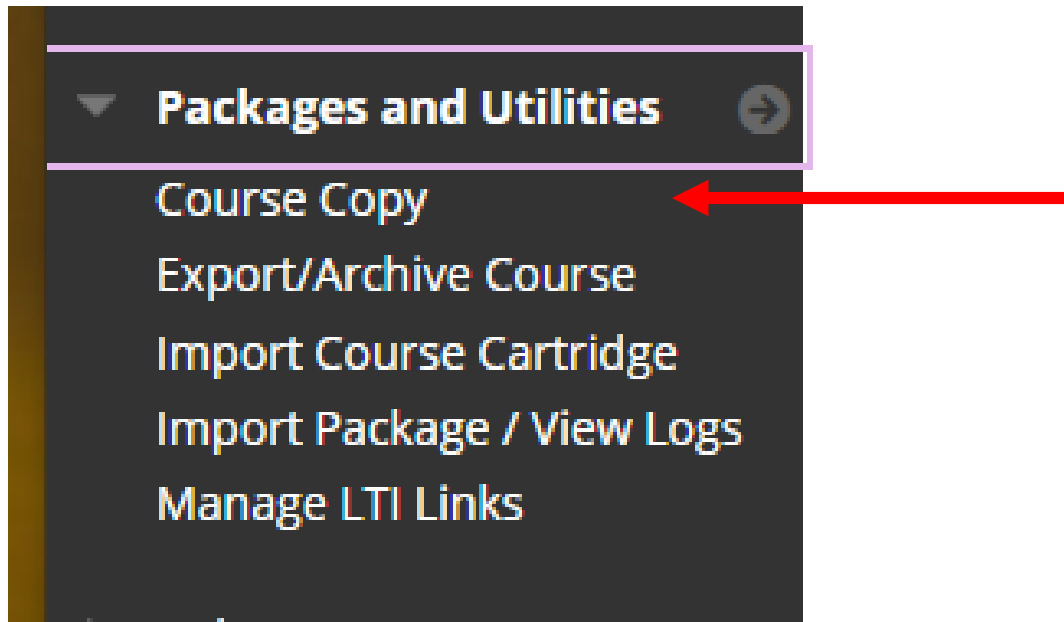 Packages and Utilities
Course Copy
Export/Archive Course
Import Course Cartridge
Import Package / View Logs
Manage LTI Links